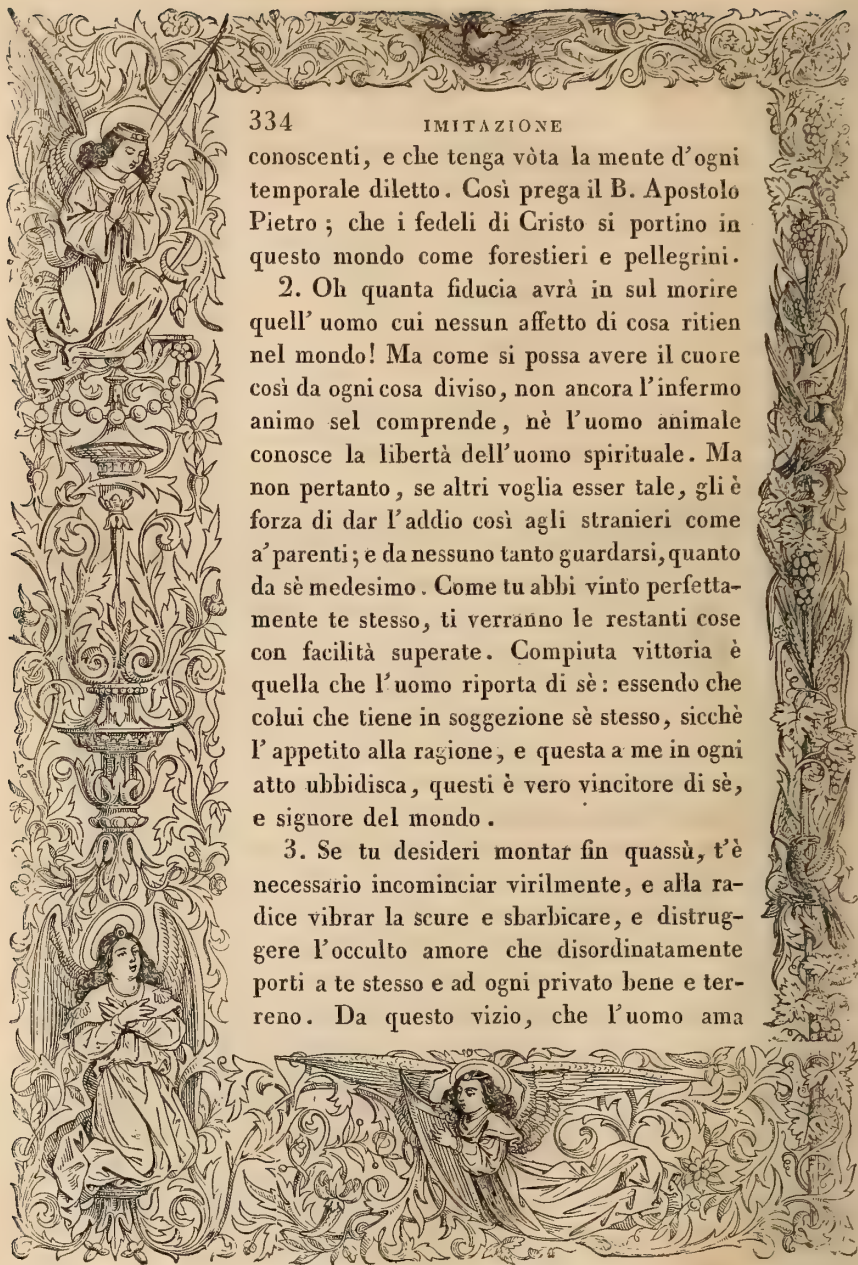 334 IMITAZIONE
conoscenti, e che tenga vòta la mente d'ogni
temporale diletto. Così prega il B. Apostolo
Pietro; che i fedeli di Cristo si portino in
questo mondo come forestieri e pellegrini.
2. Oh quanta fiducia avrà in sul morire
quell' uomo cui nessun affetto di cosa ritien
nel mondo! Ma come si possa avere il cuore
così da ogni cosa diviso, non ancora l'infermo
animo sel comprende, nè l'uomo animale
conosce la libertà dell'uomo spirituale. Ma
non pertanto, se altri voglia esser tale, gli è
forza di dar l'addio così agli stranieri come
a' parenti; e da nessuno tanto guardarsi, quanto
da sè medesimo. Come tu abbi vinto perfetta-
mente te stesso, ti verranno le restanti cose
con facilità superate. Compiuta vittoria è
quella che l'uomo riporta di sè: essendo che
colui che tiene in soggezione sè stesso, sicchè
l' appetito alla ragione, e questa a me in ogni
atto ubbidisca, questi è vero vincitore di sè,
e signore del mondo.
3. Se tu desideri montar fin quassù, t'è
necessario incominciar virilmente, e alla ra-
dice vibrar la scure e sbarbicare, e distrug-
gere l'occulto amore che disordinatamente
porti a te stesso e ad ogni privato bene e ter-
reno. Da questo vizio, che l'uomo ama